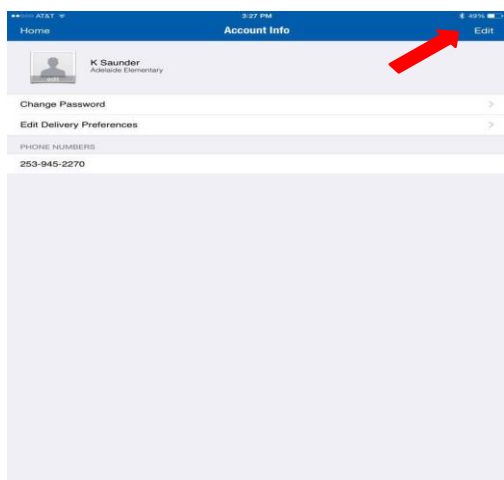 AT&T 3:27 PM 49%
Home Account Info Edit
K Saunder
Adelaide Elementary
edit
Change Password
Edit Delivery Preferences
PHONE NUMBERS
253-945-2270